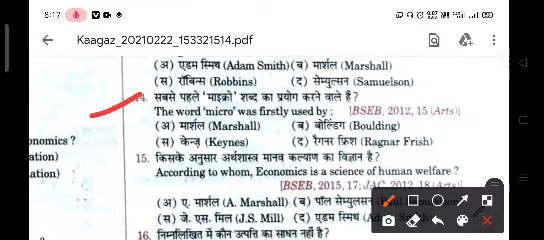 8:17
Kaagaz_20210222_153321514.pdf
(अ) एडम स्मिथ (Adam Smith) (ब) मार्शल (Marshall)
(स) रॉबिन्स (Robbins) (द) सेम्युल्सन (Samuelson)
14. सबसे पहले 'माइक्रो' शब्द का प्रयोग करने वाले हैं ?
The word 'micro' was firstly used by : [BSEB, 2012, 15 (Arts)]
(अ) मार्शल (Marshall) (ब) बोल्डिंग (Boulding)
(स) केन्ज़ (Keynes) (द) रैगनर फ्रिश (Ragnar Frish)
onomics ?
ation)
ation)
15. किसके अनुसार अर्थशास्त्र मानव कल्याण का विज्ञान है ?
According to whom, Economics is a science of human welfare ?
[BSEB, 2015, 17; JAC, 2012, 18 (Arts)]
(अ) ए. मार्शल (A. Marshall) (ब) पॉल सेम्युल्सन
(स) जे. एस. मिल (J.S. Mill) (द) एडम स्मिथ
16. निम्नलिखित में कौन उत्पत्ति का साधन नहीं है ?